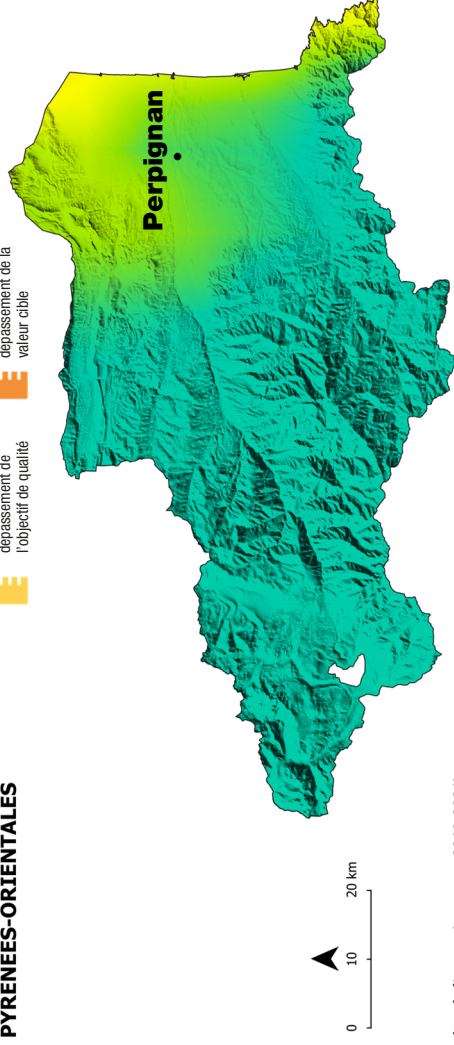 PYRENEES-ORIENTALES
dépassement de
l'objectif de qualité
dépassement de la
valeur cible
Perpignan
0 10 20 km